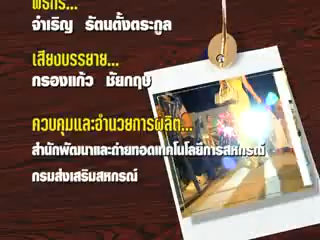 พิธีกร...
จำเริญ รัตนตั้งตระกูล
เสียงบรรยาย...
กรองแก้ว ชัยกฤษ
ควบคุมและอำนวยการผลิต...
สำนักพัฒนาและถ่ายทอดเทคโนโลยีการสหกรณ์
กรมส่งเสริมสหกรณ์